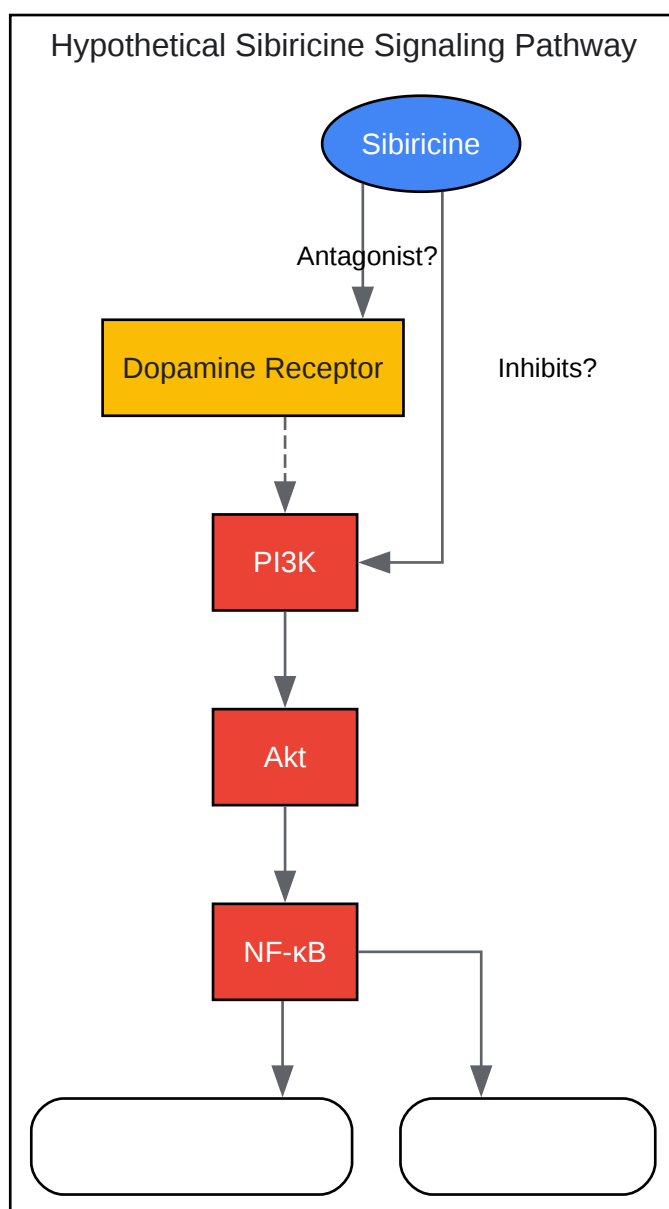 Hypothetical Sibiricine Signaling Pathway
Sibiricine
Antagonist?
Dopamine Receptor
Inhibits?
PI3K
Akt
NF-κB